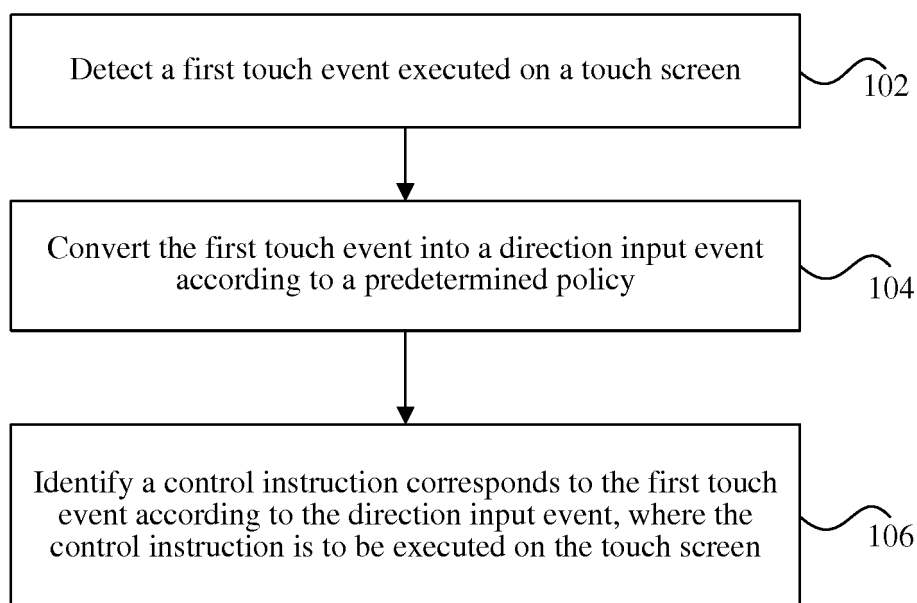 Detect a first touch event executed on a touch screen
102
Convert the first touch event into a direction input event
according to a predetermined policy
104
Identify a control instruction corresponds to the first touch
event according to the direction input event, where the
control instruction is to be executed on the touch screen
106